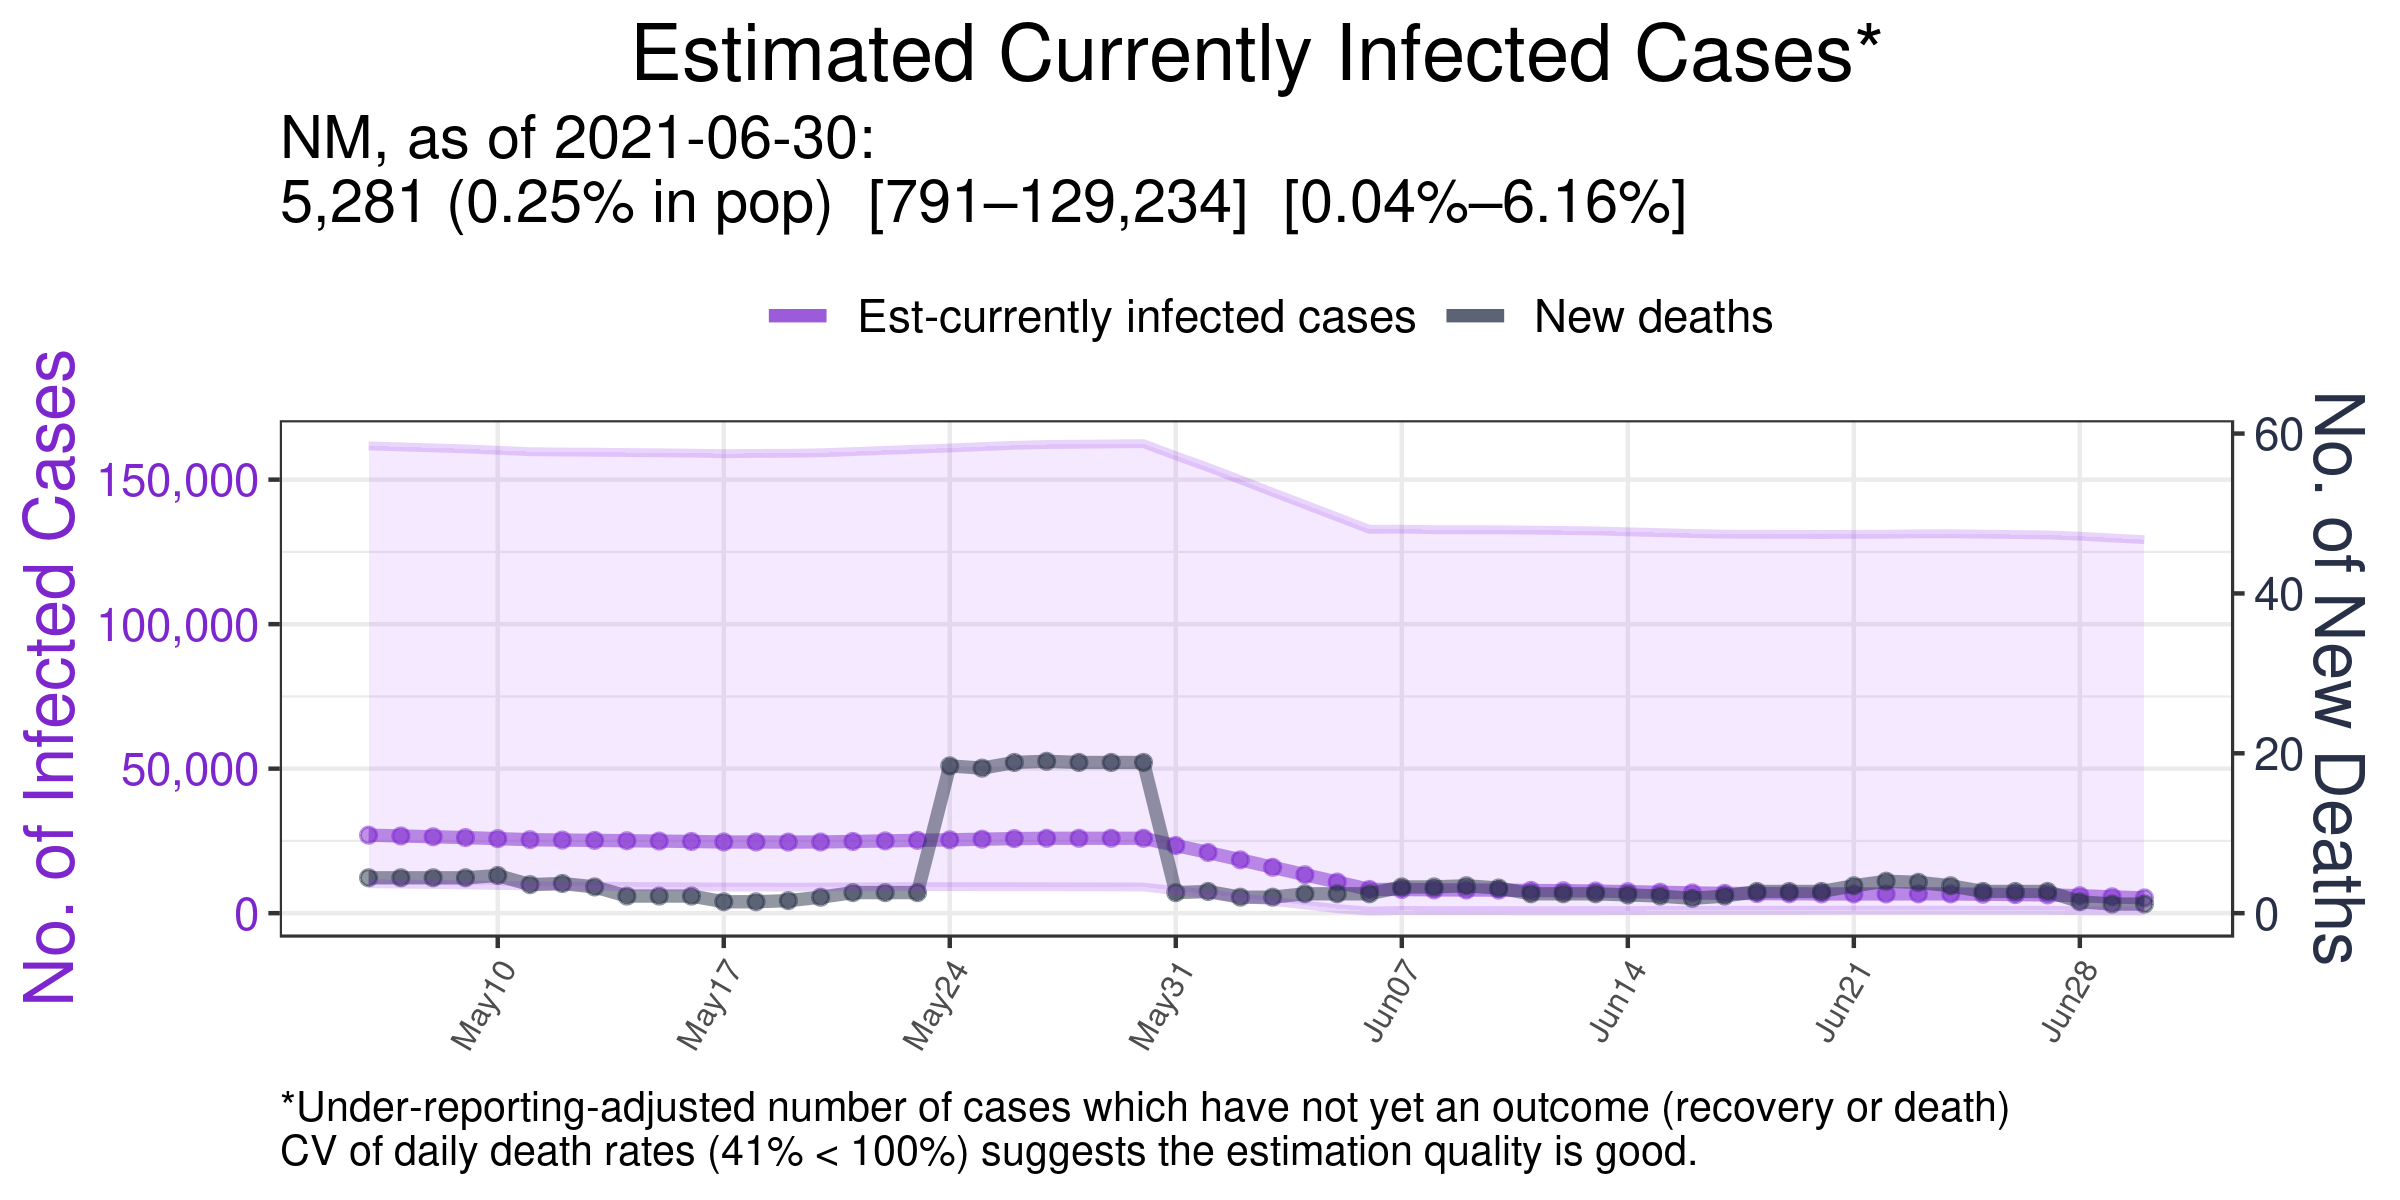 Estimated Currently Infected Cases*
NM, as of 2021-06-30:
5,281 (0.25% in pop)  [791–129,234]  [0.04%–6.16%]
Est-currently infected cases
New deaths
No. of Infected Cases
150,000
100,000
50,000
0
60
40
20
0
No. of New Deaths
May10
May17
May24
May31
Jun07
Jun14
Jun21
Jun28
*Under-reporting-adjusted number of cases which have not yet an outcome (recovery or death)
CV of daily death rates (41% < 100%) suggests the estimation quality is good.